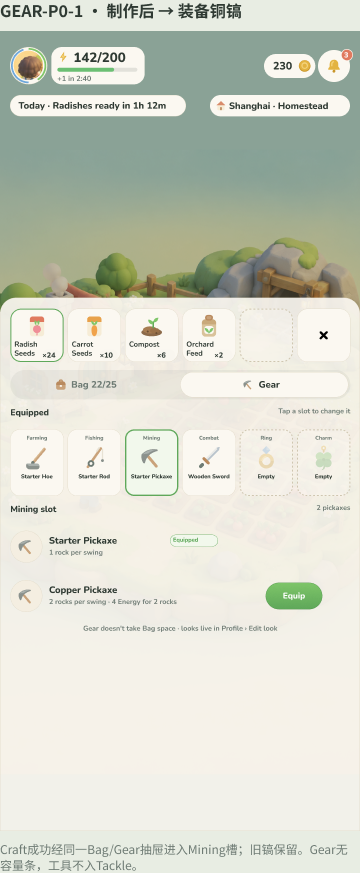 GEAR-P0-1 · 制作后 → 装备铜镐
142/200
+1 in 2:40
230
3
Today · Radishes ready in 1h 12m
Shanghai · Homestead
Radish Seeds ×24
Carrot Seeds ×10
Compost ×6
Orchard Feed ×2
×
Bag 22/25
Gear
Equipped
Tap a slot to change it
Farming
Fishing
Mining
Combat
Ring
Charm
Starter Hoe
Starter Rod
Starter Pickaxe
Wooden Sword
Empty
Empty
Mining slot
2 pickaxes
Starter Pickaxe
Equipped
1 rock per swing
Copper Pickaxe
2 rocks per swing · 4 Energy for 2 rocks
Equip
Gear doesn't take Bag space · looks live in Profile › Edit look
Craft成功经同一Bag/Gear抽屉进入Mining槽；旧镐保留。Gear无
容量条，工具不入Tackle。